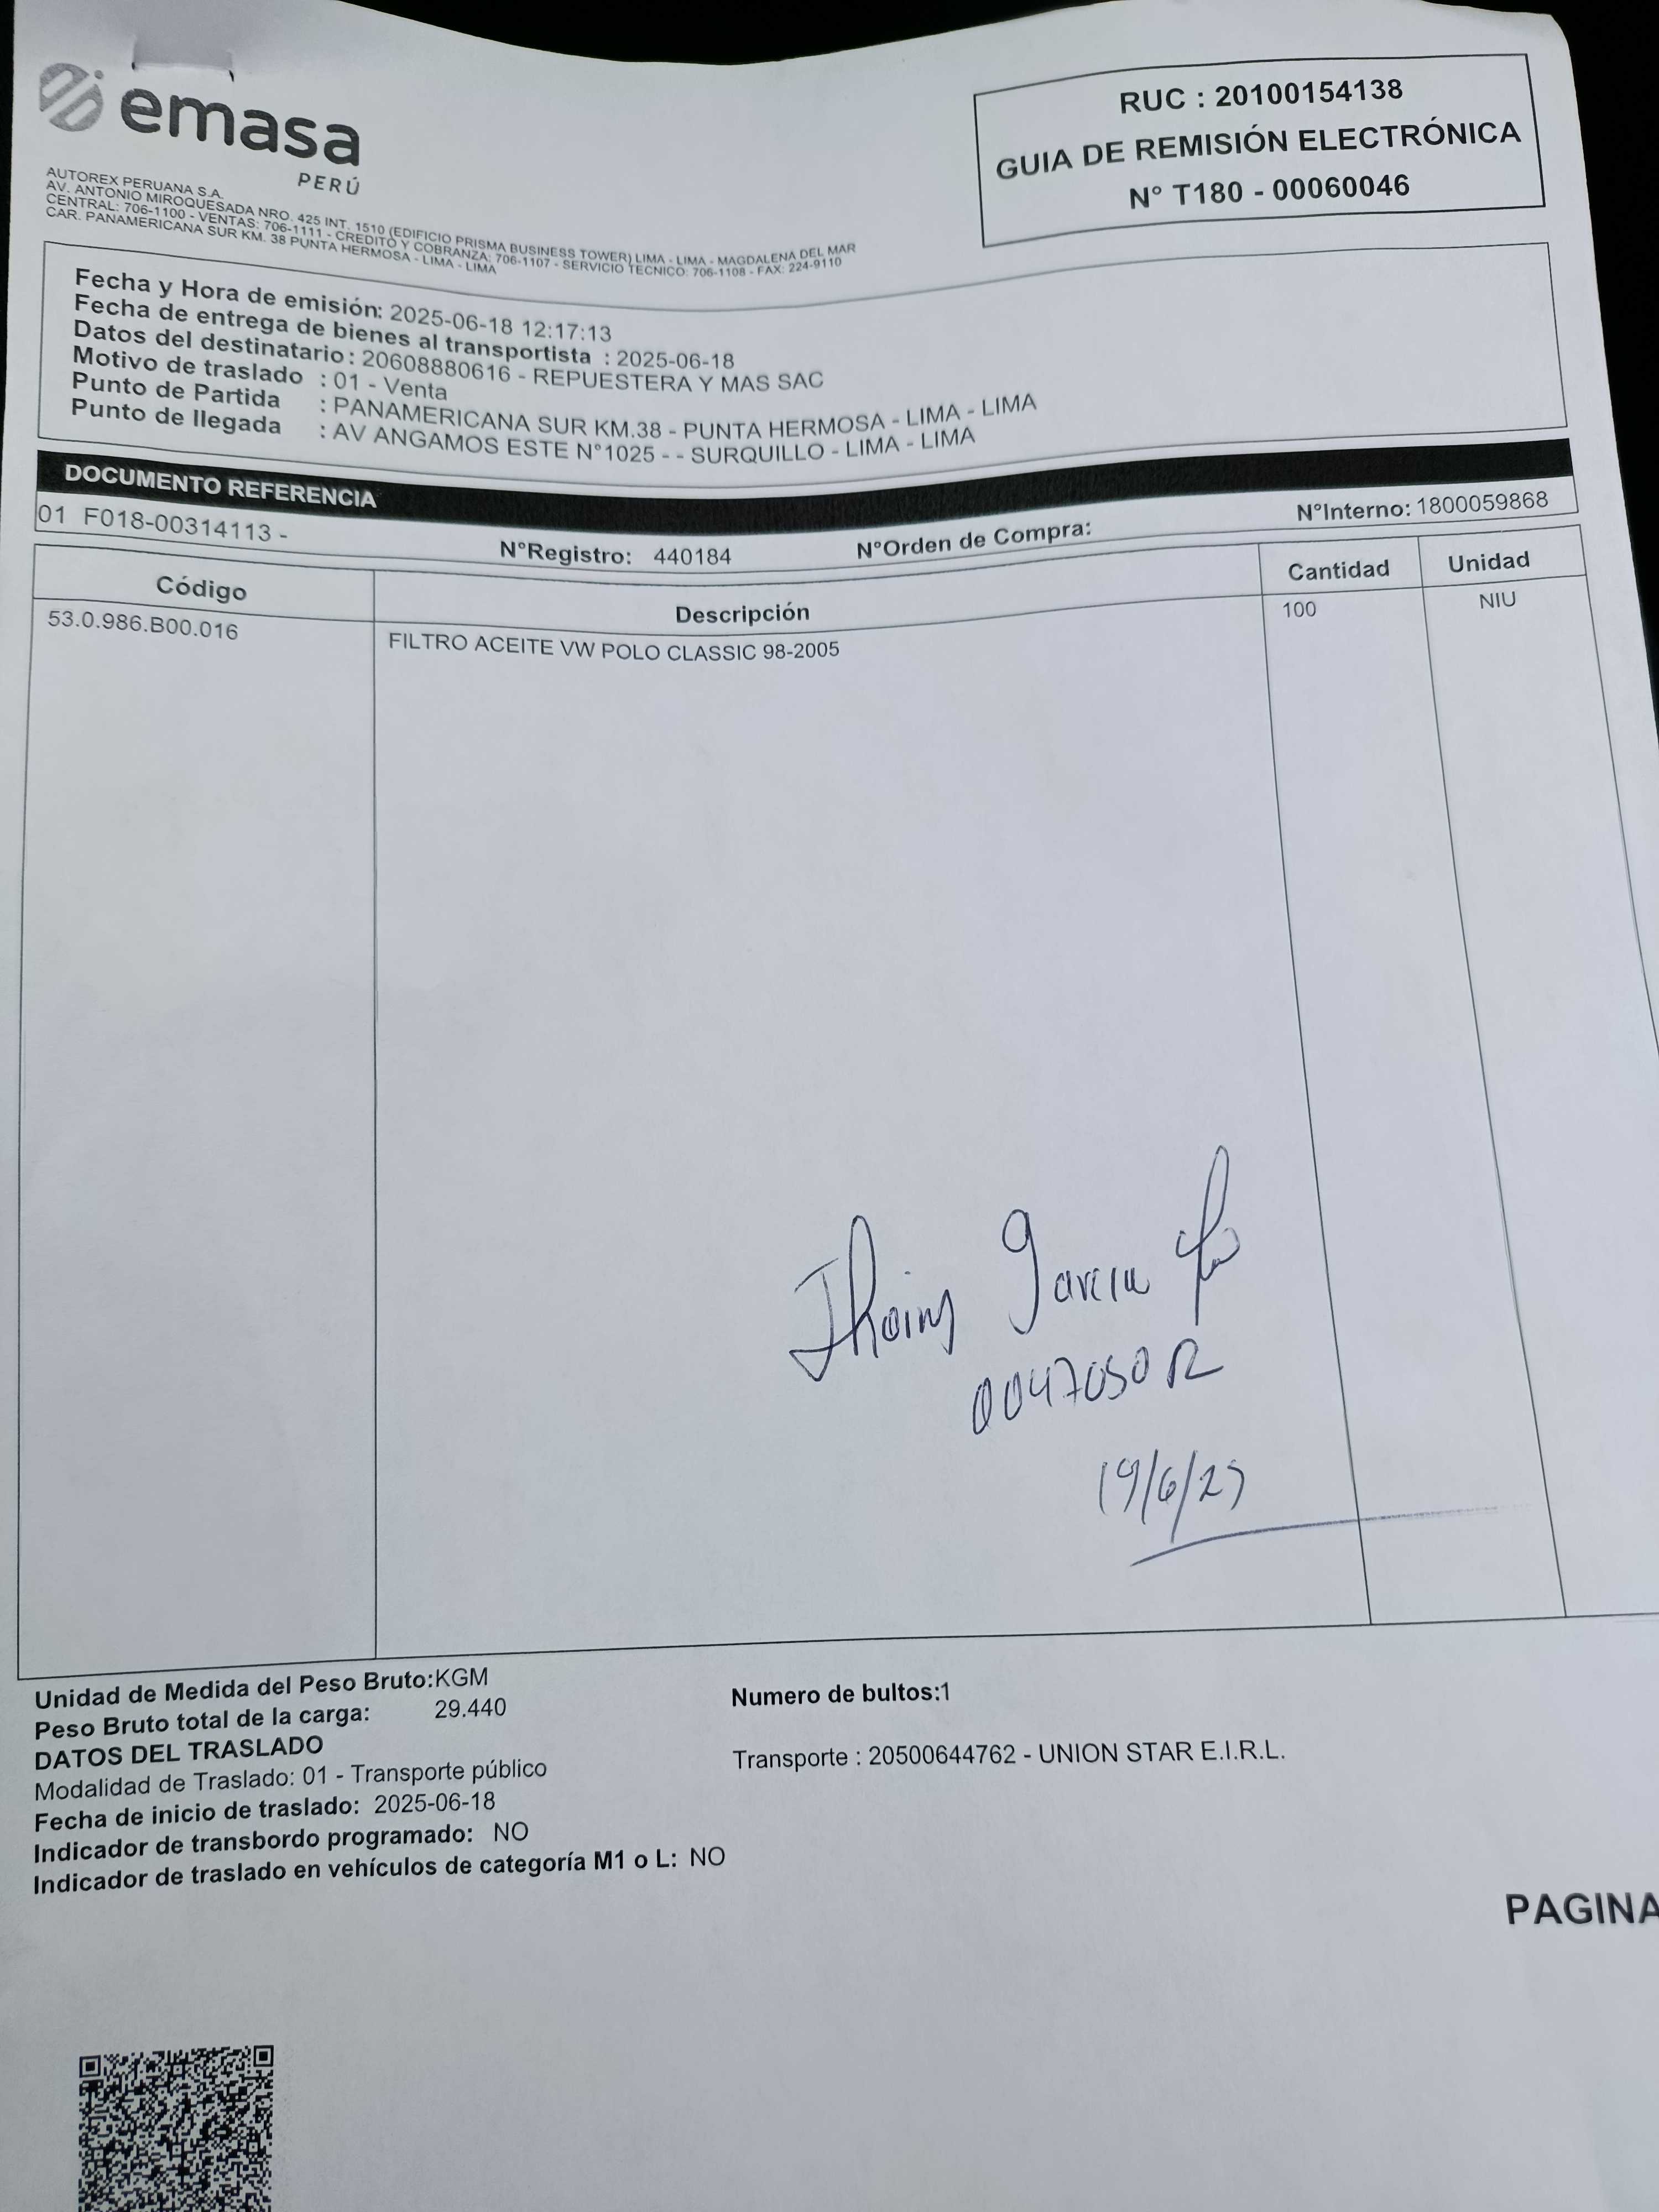 emasa
PERÚ
AUTOREX PERUANA S.A.
AV. ANTONIO MIROQUESADA NRO. 425 INT. 1510 (EDIFICIO PRISMA BUSINESS TOWER) LIMA - LIMA - MAGDALENA DEL MAR
CENTRAL: 706-1100 - VENTAS: 706-1111 - CREDITO Y COBRANZA: 706-1107 - SERVICIO TECNICO: 706-1108 - FAX: 224-9110
CAR. PANAMERICANA SUR KM. 38 PUNTA HERMOSA - LIMA - LIMA
RUC : 20100154138
GUIA DE REMISIÓN ELECTRÓNICA
N° T180 - 00060046
Fecha y Hora de emisión: 2025-06-18 12:17:13
Fecha de entrega de bienes al transportista : 2025-06-18
Datos del destinatario : 20608880616 - REPUESTERA Y MAS SAC
Motivo de traslado : 01 - Venta
Punto de Partida : PANAMERICANA SUR KM.38 - PUNTA HERMOSA - LIMA - LIMA
Punto de llegada : AV ANGAMOS ESTE N°1025 - - SURQUILLO - LIMA - LIMA
DOCUMENTO REFERENCIA
01 F018-00314113 - N°Registro: 440184 N°Orden de Compra: N°Interno: 1800059868
Código Descripción Cantidad Unidad
53.0.986.B00.016 FILTRO ACEITE VW POLO CLASSIC 98-2005 100 NIU
Garcia
0047050
19/6/25
Unidad de Medida del Peso Bruto:KGM
Peso Bruto total de la carga: 29.440
Numero de bultos:1
DATOS DEL TRASLADO
Modalidad de Traslado: 01 - Transporte público
Transporte : 20500644762 - UNION STAR E.I.R.L.
Fecha de inicio de traslado: 2025-06-18
Indicador de transbordo programado: NO
Indicador de traslado en vehículos de categoría M1 o L: NO
PAGINA